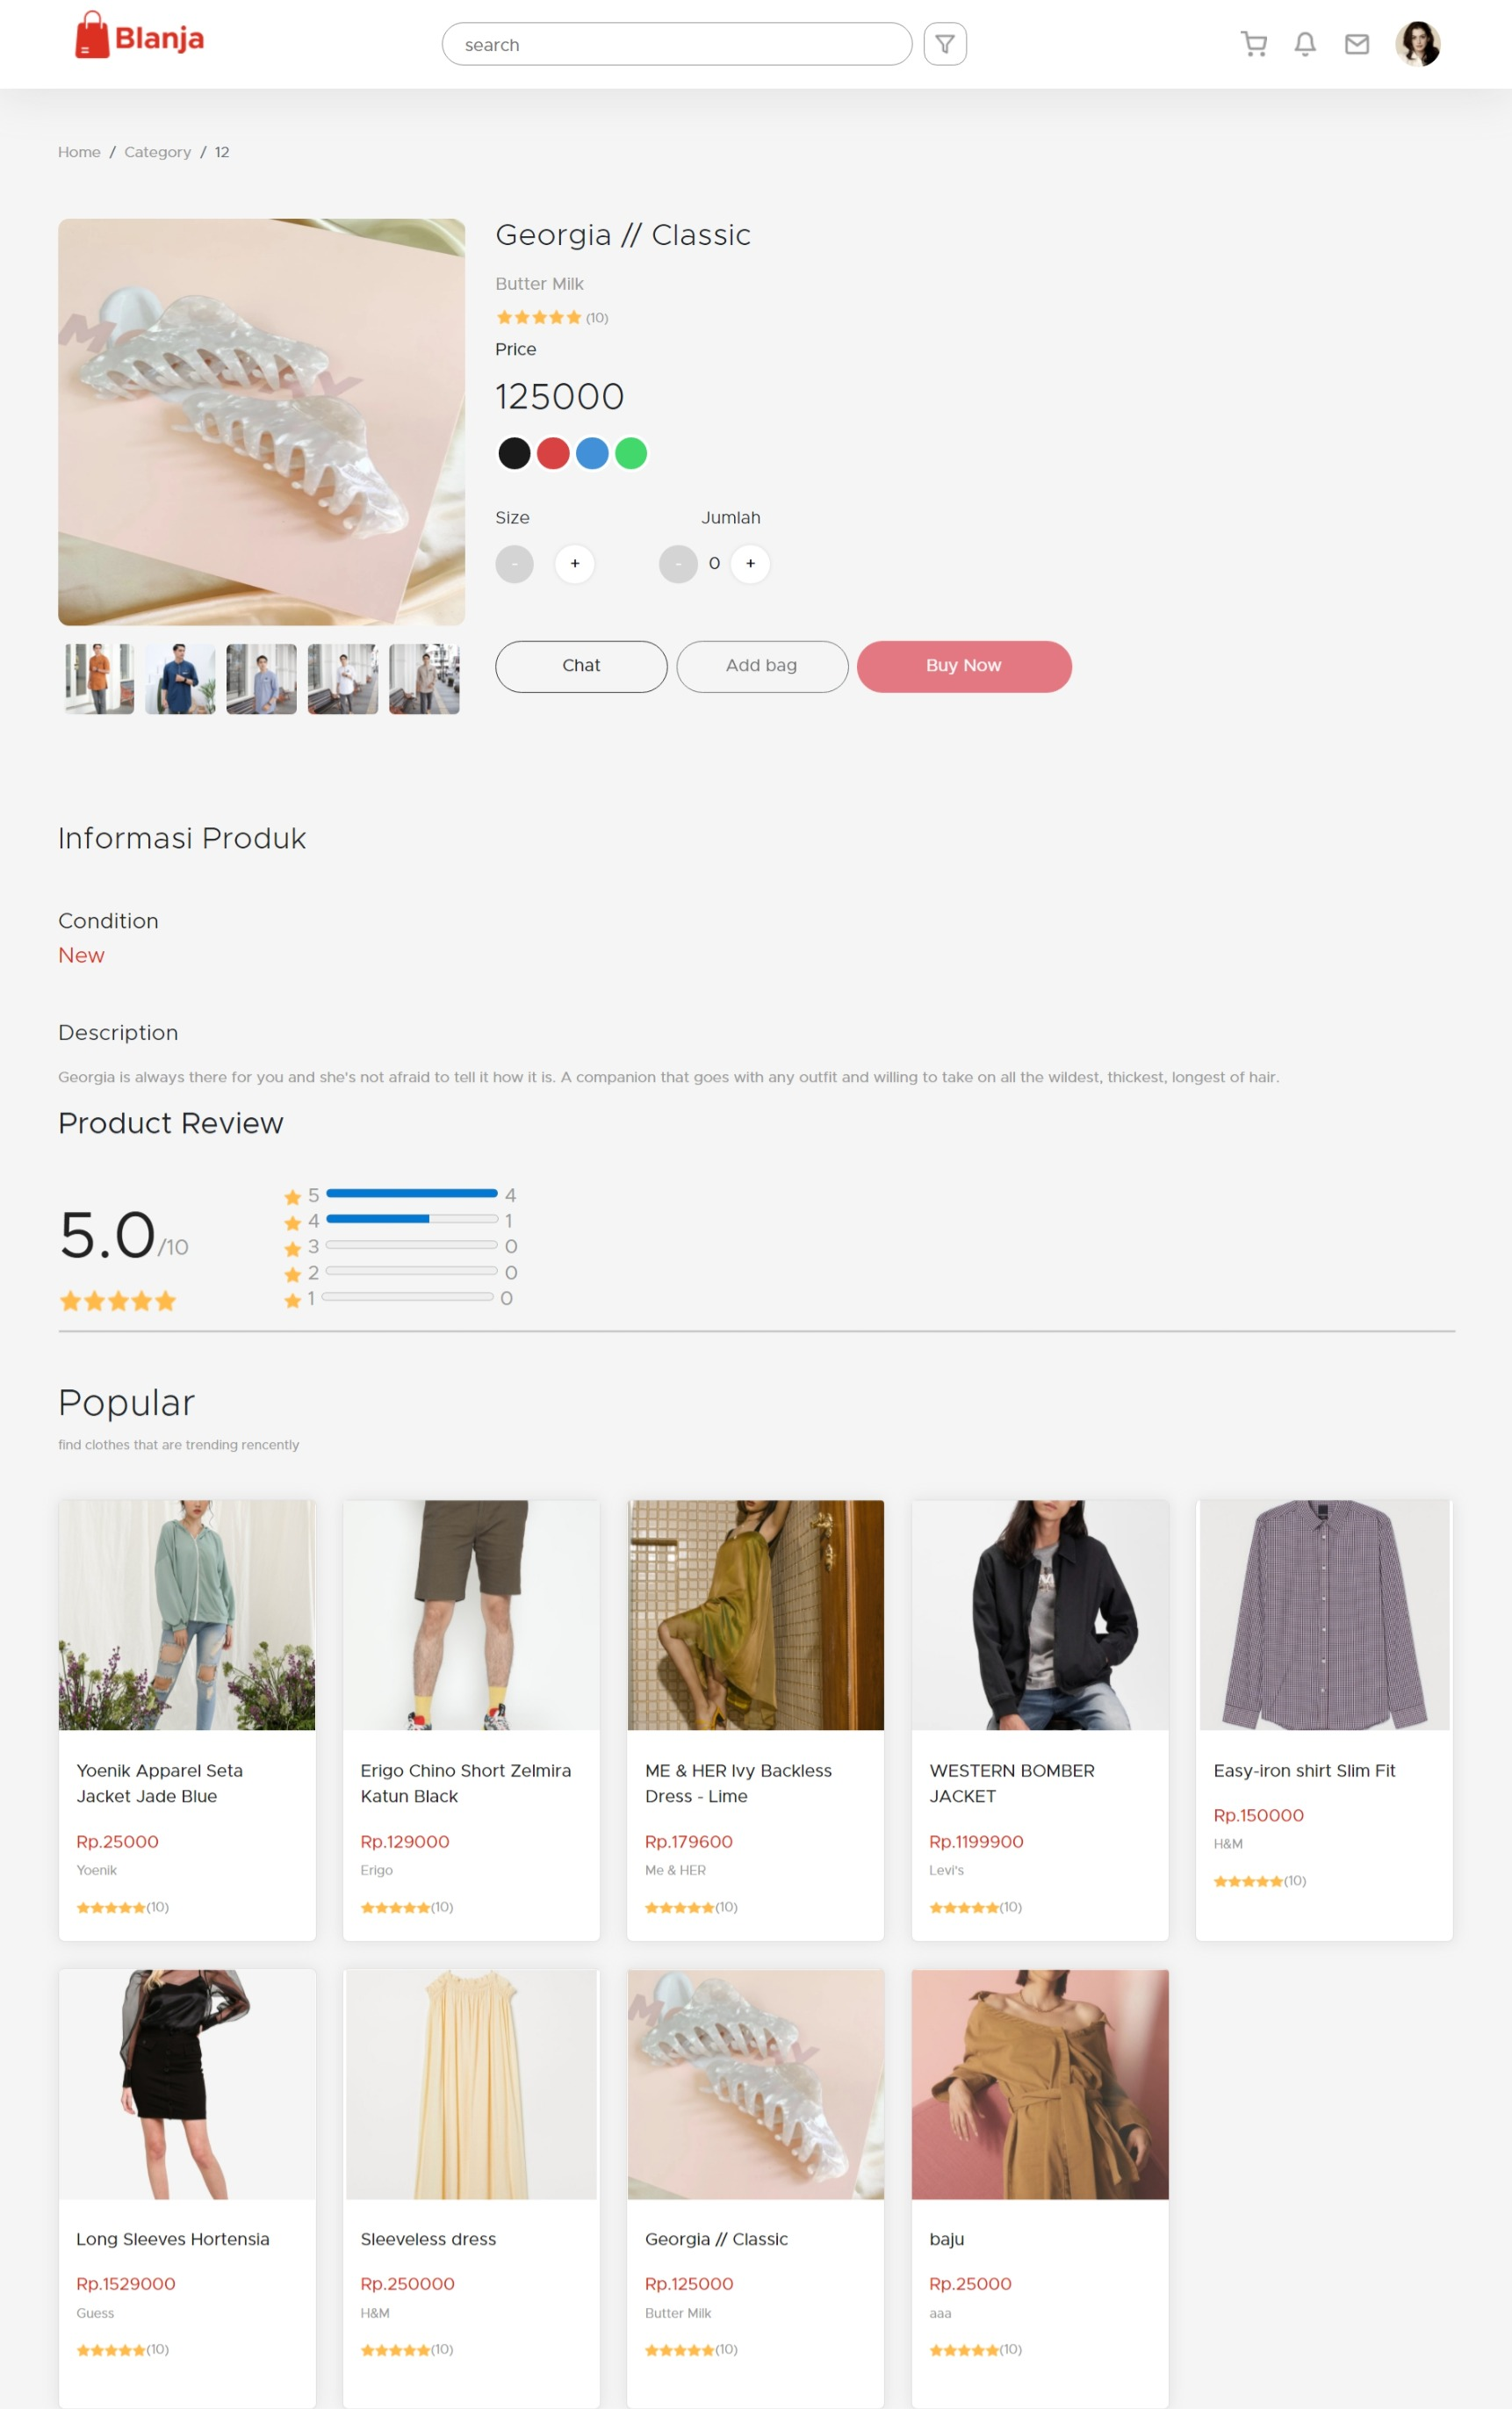 Blanja
search
Home / Category / 12
Georgia // Classic
Butter Milk
(10)
Price
125000
Size
Jumlah
-
+
-
0
+
Chat
Add bag
Buy Now
Informasi Produk
Condition
New
Description
Georgia is always there for you and she's not afraid to tell it how it is. A companion that goes with any outfit and willing to take on all the wildest, thickest, longest of hair.
Product Review
5.0/10
5 4
4 1
3 0
2 0
1 0
Popular
find clothes that are trending rencently
Yoenik Apparel Seta
Jacket Jade Blue
Rp.25000
Yoenik
(10)
Erigo Chino Short Zelmira
Katun Black
Rp.129000
Erigo
(10)
ME & HER Ivy Backless
Dress - Lime
Rp.179600
Me & HER
(10)
WESTERN BOMBER
JACKET
Rp.1199900
Levi's
(10)
Easy-iron shirt Slim Fit
Rp.150000
H&M
(10)
Long Sleeves Hortensia
Rp.1529000
Guess
(10)
Sleeveless dress
Rp.250000
H&M
(10)
Georgia // Classic
Rp.125000
Butter Milk
(10)
baju
Rp.25000
aaa
(10)